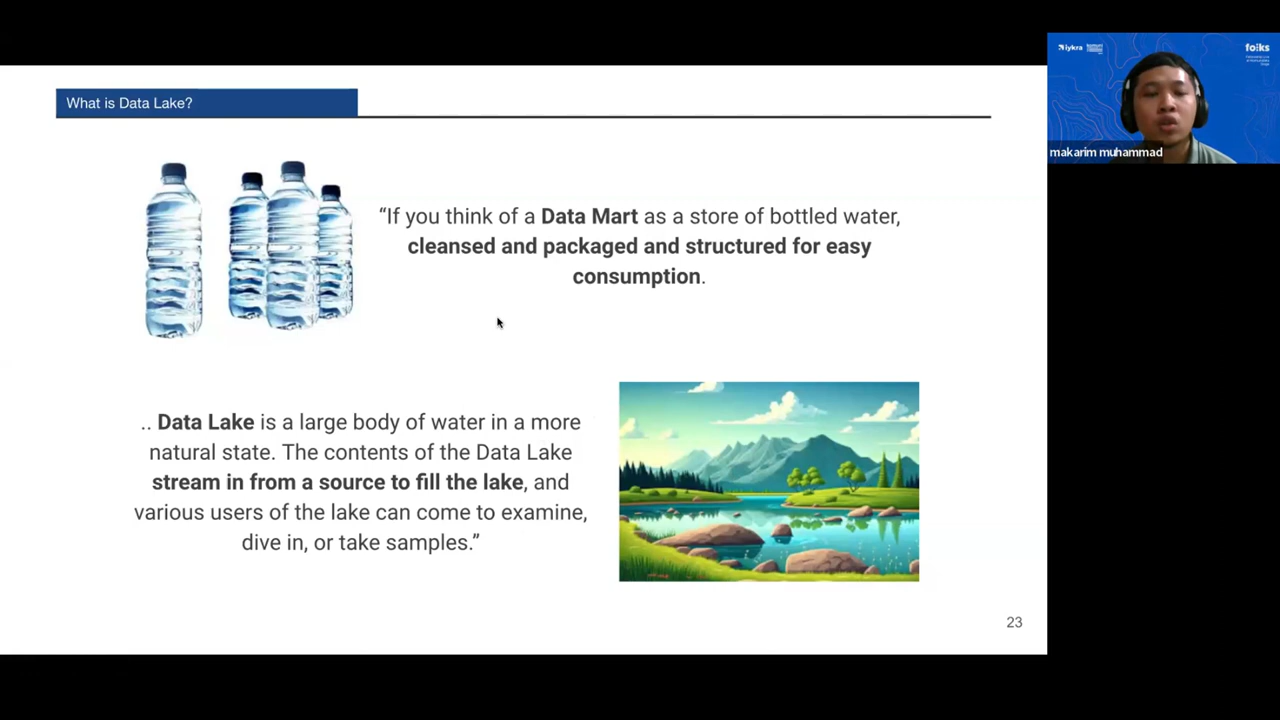 What is Data Lake?
“If you think of a Data Mart as a store of bottled water,
cleansed and packaged and structured for easy
consumption.
.. Data Lake is a large body of water in a more
natural state. The contents of the Data Lake
stream in from a source to fill the lake, and
various users of the lake can come to examine,
dive in, or take samples.”
23
iykra
makarim muhammad